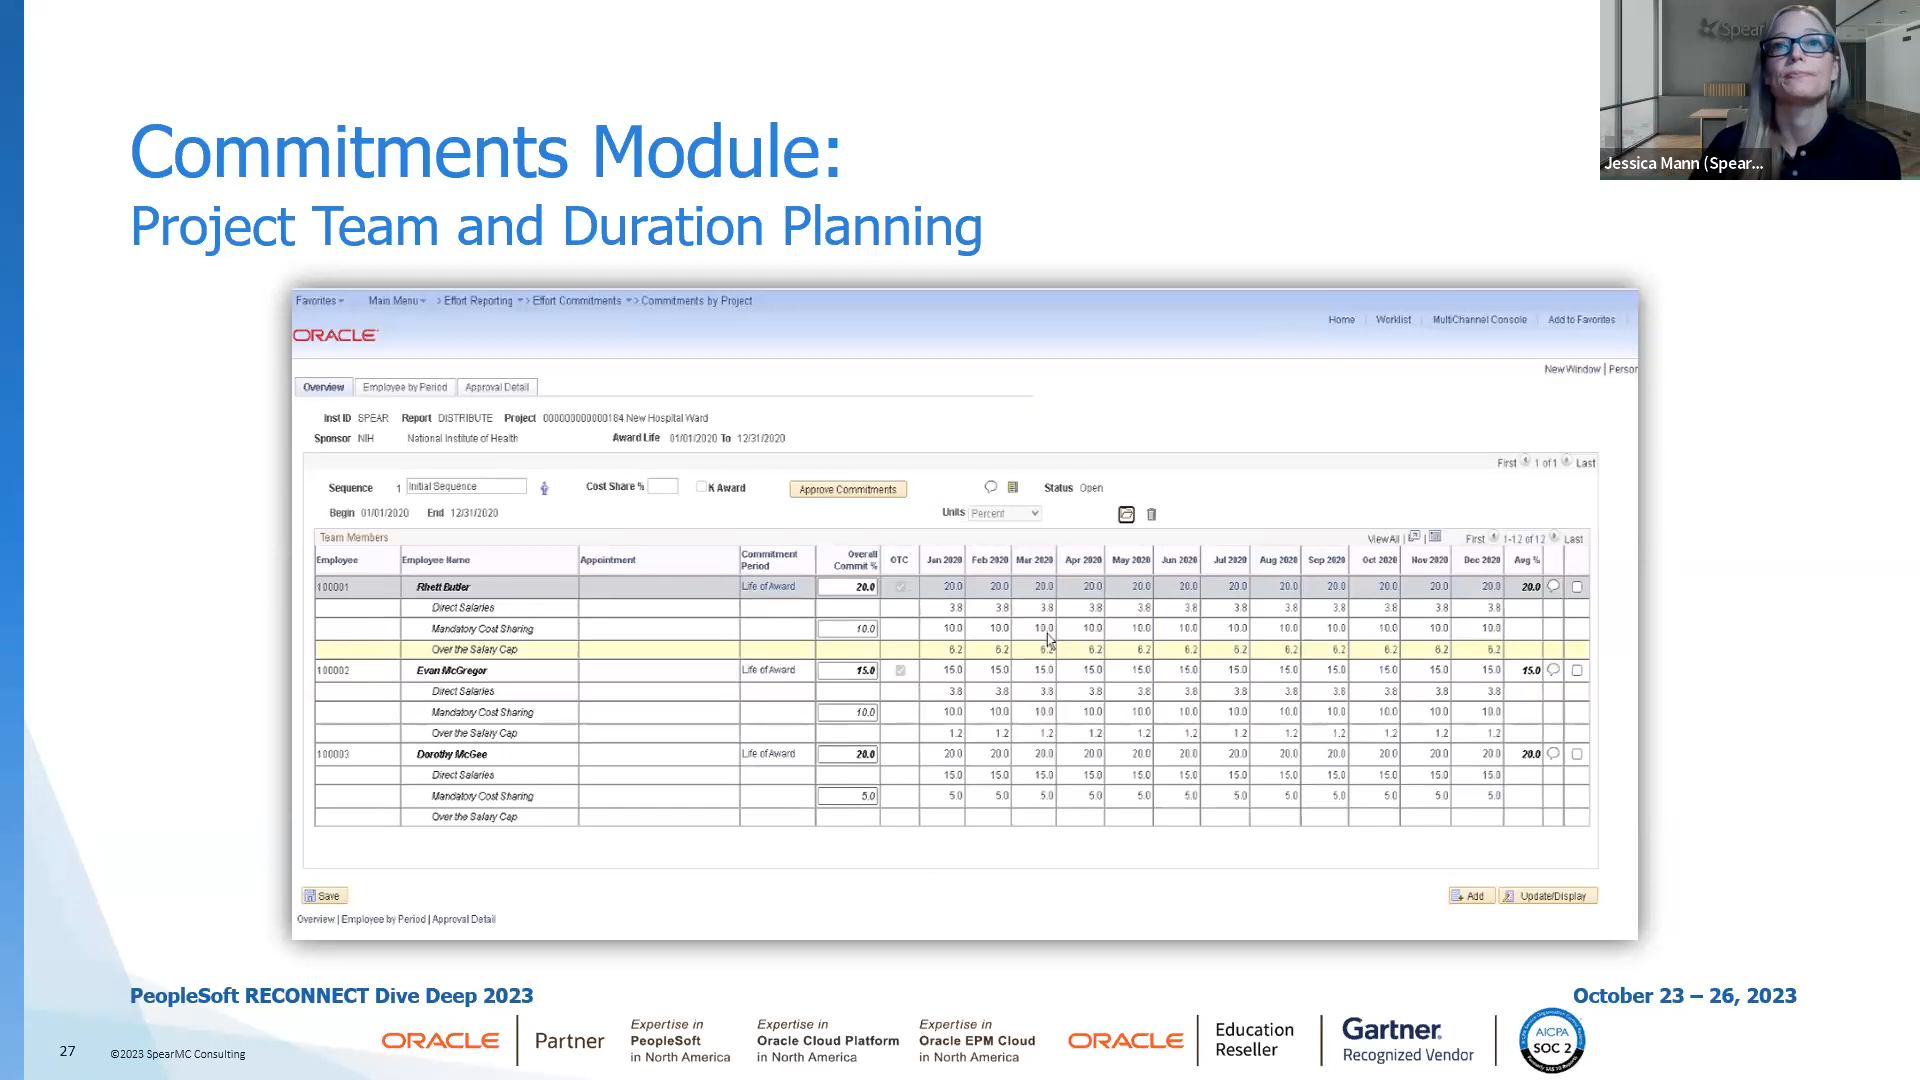 Spear
Jessica Mann (Spear...
Commitments Module:
Project Team and Duration Planning
Favorites Main Menu > Effort Reporting > Effort Commitments > Commitments by Project
ORACLE
Home Worklist MultiChannel Console Add to Favorites
New Window | Person
Overview Employee by Period Approval Detail
Inst ID SPEAR Report DISTRIBUTE Project 000000000000184 New Hospital Ward
Sponsor NIH National Institute of Health Award Life 01/01/2020 To 12/31/2020
First 1 of 1 Last
Sequence 1 Initial Sequence Cost Share % K Award Approve Commitments Status Open
Begin 01/01/2020 End 12/31/2020 Units Percent
Team Members View All | First 1-12 of 12 Last
Employee Employee Name Appointment Commitment Period Overall Commit % OTC Jan 2020 Feb 2020 Mar 2020 Apr 2020 May 2020 Jun 2020 Jul 2020 Aug 2020 Sep 2020 Oct 2020 Nov 2020 Dec 2020 Avg %
100001 Rhett Butler Life of Award 20.0 20.0 20.0 20.0 20.0 20.0 20.0 20.0 20.0 20.0 20.0 20.0 20.0 20.0
Direct Salaries 3.8 3.8 3.8 3.8 3.8 3.8 3.8 3.8 3.8 3.8 3.8 3.8
Mandatory Cost Sharing 10.0 10.0 10.0 10.0 10.0 10.0 10.0 10.0 10.0 10.0 10.0 10.0 10.0
Over the Salary Cap 6.2 6.2 6.2 6.2 6.2 6.2 6.2 6.2 6.2 6.2 6.2 6.2
100002 Evan McGregor Life of Award 15.0 15.0 15.0 15.0 15.0 15.0 15.0 15.0 15.0 15.0 15.0 15.0 15.0 15.0
Direct Salaries 3.8 3.8 3.8 3.8 3.8 3.8 3.8 3.8 3.8 3.8 3.8 3.8
Mandatory Cost Sharing 10.0 10.0 10.0 10.0 10.0 10.0 10.0 10.0 10.0 10.0 10.0 10.0 10.0
Over the Salary Cap 1.2 1.2 1.2 1.2 1.2 1.2 1.2 1.2 1.2 1.2 1.2 1.2
100003 Dorothy McGee Life of Award 20.0 20.0 20.0 20.0 20.0 20.0 20.0 20.0 20.0 20.0 20.0 20.0 20.0 20.0
Direct Salaries 15.0 15.0 15.0 15.0 15.0 15.0 15.0 15.0 15.0 15.0 15.0 15.0
Mandatory Cost Sharing 5.0 5.0 5.0 5.0 5.0 5.0 5.0 5.0 5.0 5.0 5.0 5.0 5.0
Over the Salary Cap
Save Add Update/Display
Overview | Employee by Period | Approval Detail
PeopleSoft RECONNECT Dive Deep 2023 October 23 – 26, 2023
27 ©2023 SpearMC Consulting
ORACLE Partner
Expertise in
PeopleSoft
in North America
Expertise in
Oracle Cloud Platform
in North America
Expertise in
Oracle EPM Cloud
in North America
ORACLE Education
Reseller
Gartner
Recognized Vendor
AICPA
SOC 2